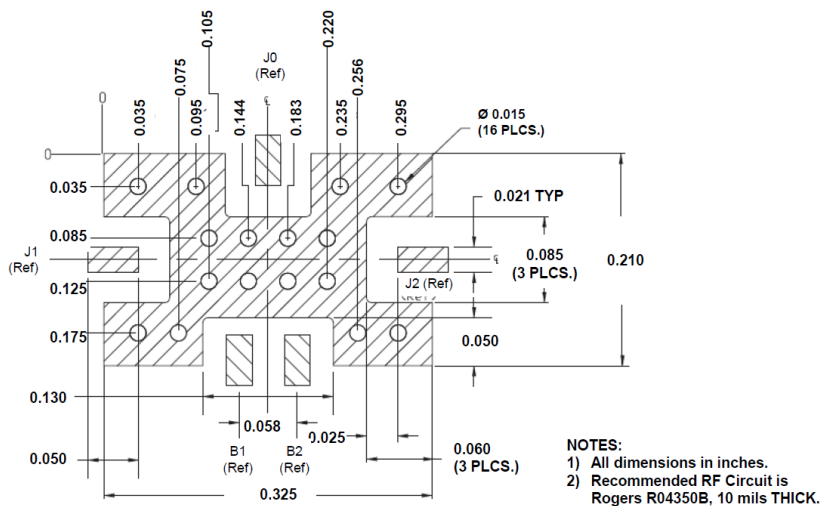 0.105
0.220
J0
(Ref)
0.075
0.256
℄
0
0.035
0.095
0.144
0.183
0.235
0.295
Ø 0.015
(16 PLCS.)
0
0.035
0.021 TYP
0.085
J1
(Ref)
℄
0.085
(3 PLCS.)
0.210
0.125
J2 (Ref)
0.175
0.050
0.130
0.058
0.025
0.050
B1
(Ref)
B2
(Ref)
0.060
(3 PLCS.)
0.325
NOTES:
1) All dimensions in inches.
2) Recommended RF Circuit is
Rogers R04350B, 10 mils THICK.